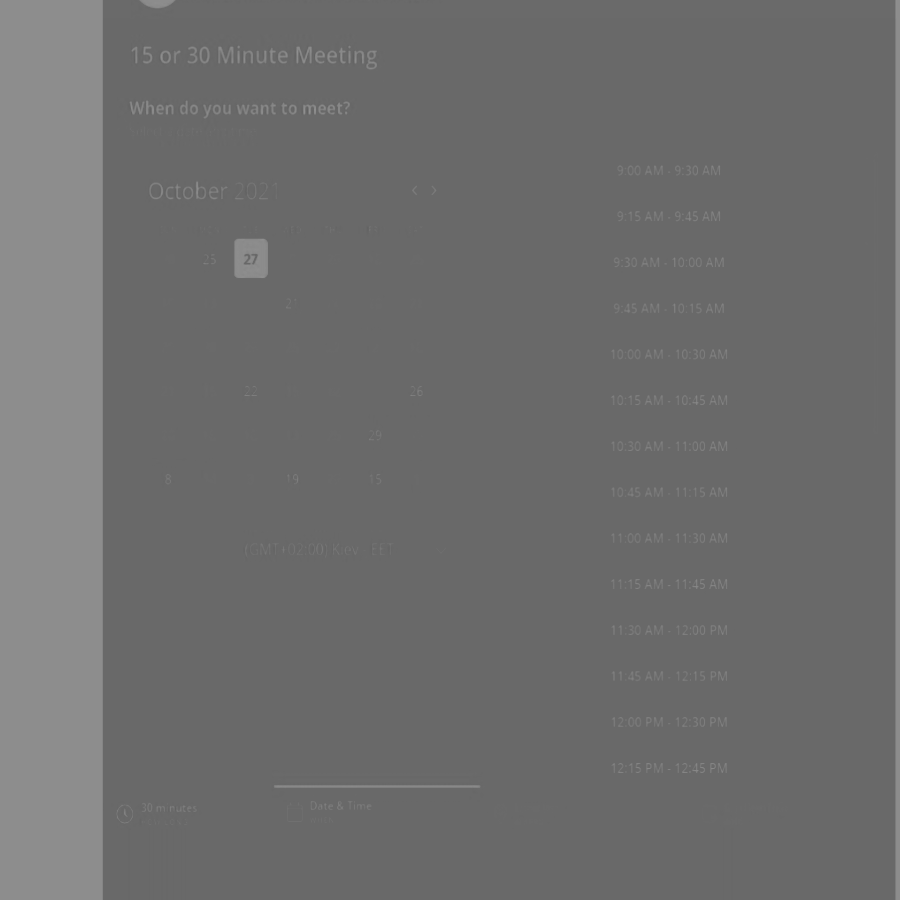 15 or 30 Minute Meeting
When do you want to meet?
October 2021
27
21
22 26
29
8 19 15
(GMT+02:00) Kiev EET
9:00 AM - 9:30 AM
9:15 AM - 9:45 AM
9:30 AM - 10:00 AM
9:45 AM - 10:15 AM
10:00 AM - 10:30 AM
10:15 AM - 10:45 AM
10:30 AM - 11:00 AM
10:45 AM - 11:15 AM
11:00 AM - 11:30 AM
11:15 AM - 11:45 AM
11:30 AM - 12:00 PM
11:45 AM - 12:15 PM
12:00 PM - 12:30 PM
12:15 PM - 12:45 PM
30 minutes
Date & Time